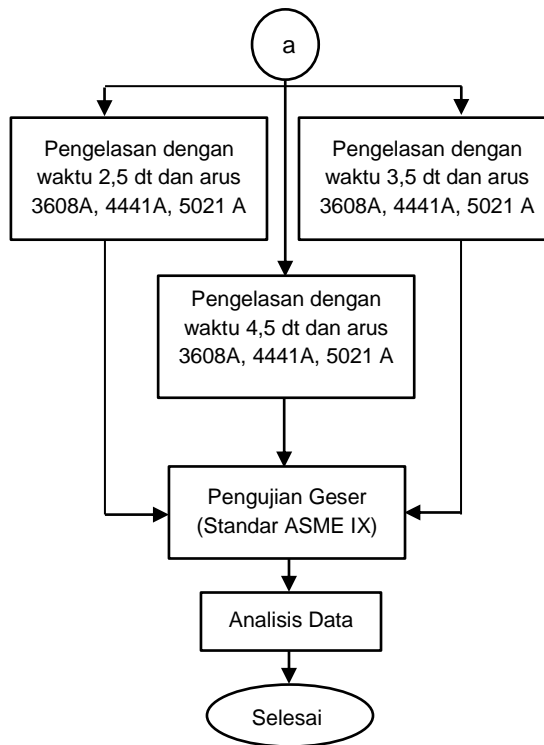 a
Pengelasan dengan
waktu 2,5 dt dan arus
3608A, 4441A, 5021 A
Pengelasan dengan
waktu 3,5 dt dan arus
3608A, 4441A, 5021 A
Pengelasan dengan
waktu 4,5 dt dan arus
3608A, 4441A, 5021 A
Pengujian Geser
(Standar ASME IX)
Analisis Data
Selesai